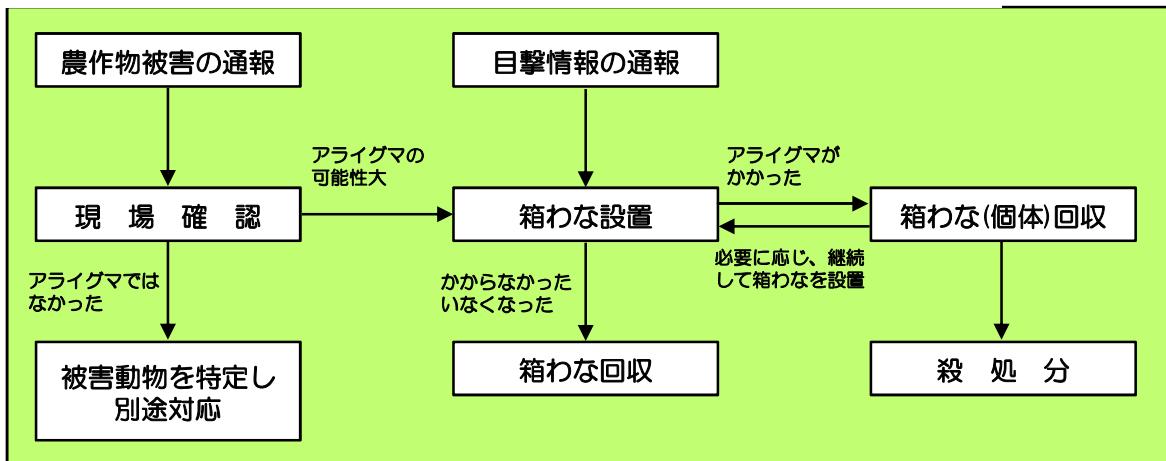 農作物被害の通報
目撃情報の通報
アライグマの
可能性大
アライグマが
かかった
現場確認
箱わな設置
箱わな(個体)回収
アライグマでは
なかった
かからなかった
いなくなった
必要に応じ、継続
して箱わなを設置
被害動物を特定し
別途対応
箱わな回収
殺処分